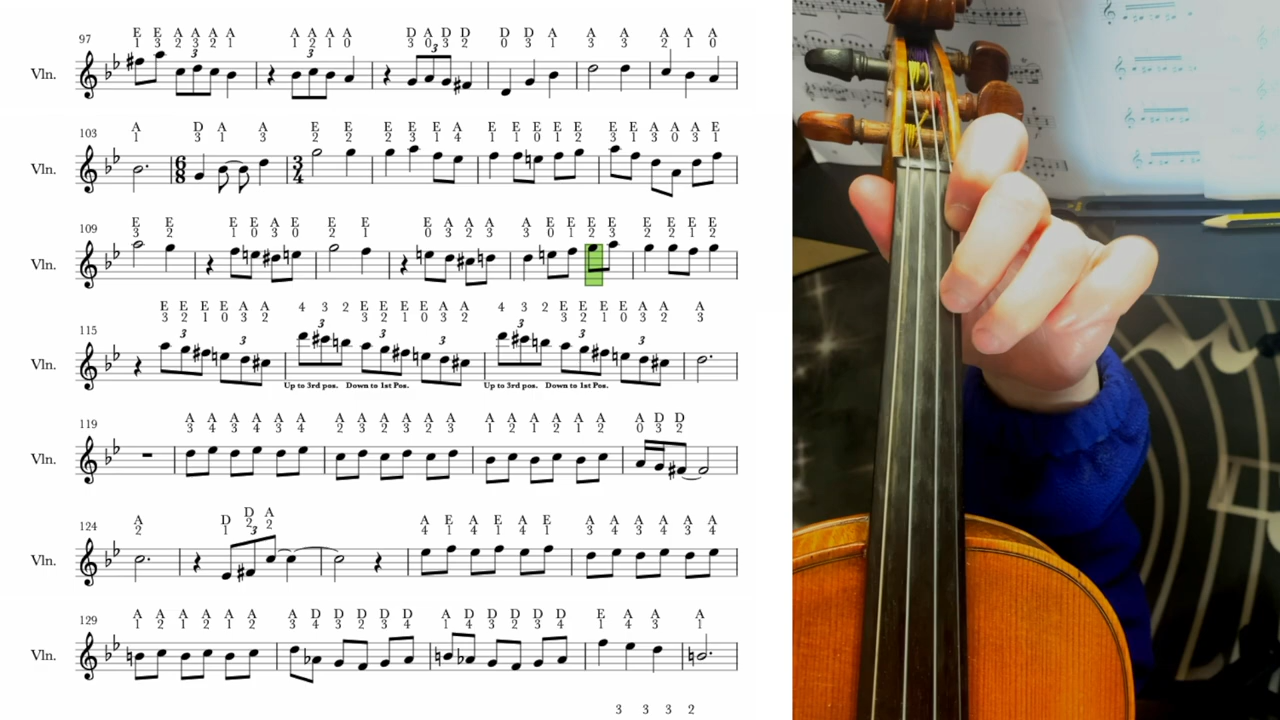 E E A A A A A A A A D A D D D D A A A A A A
3 3 2 3 2 1 1 2 1 0 3 0 3 2 0 3 1 3 3 2 1 0
97
3 3 3
Vln.
A D A A E E E E E A E E E E E E E A A A E
1 3 1 3 2 2 2 3 1 4 1 1 0 1 2 3 1 3 0 3 1
103
6 3
8 4
Vln.
E E E E A E E E E A A A A E E E E E E E E
3 2 1 0 3 0 2 1 0 3 2 3 3 0 1 2 3 2 2 1 2
109
Vln.
E E E E A A 4 3 2 E E E E A A 4 3 2 E E E E A A A
3 2 1 0 3 2 3 2 1 0 3 2 3 2 1 0 3 2 3
115
3 3 3 3 3 3 3 3
Vln.
Up to 3rd pos. Down to 1st Pos. Up to 3rd pos. Down to 1st Pos.
A A A A A A A A A A A A A A A A A A A D D
3 4 3 4 3 4 2 3 2 3 2 3 1 2 1 2 1 2 0 3 2
119
Vln.
A D D A A E A E A E A A A A A A
2 1 2 2 4 1 4 1 4 1 3 4 3 4 3 4
124
3
Vln.
A A A A A A A D D D D D A D D D D D E A A A
1 2 1 2 1 2 3 4 3 2 3 4 1 4 3 2 3 4 1 4 3 1
129
Vln.
3 3 3 2